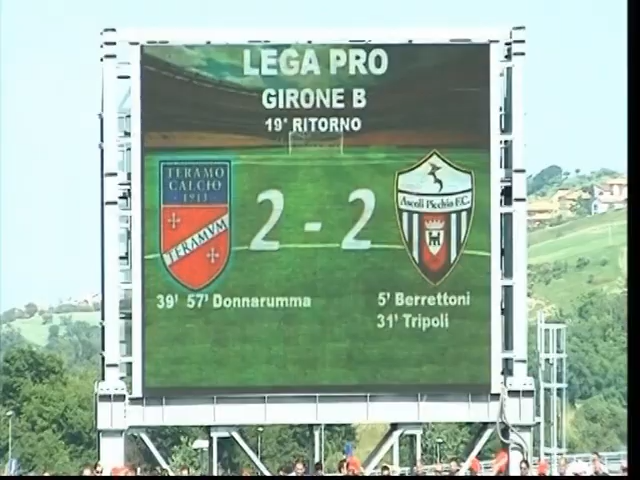 LEGA PRO
GIRONE B
19° RITORNO
TERAMO
CALCIO
1913
TERAMVM
2 - 2
Ascoli Picchio F.C.
39' 57' Donnarumma
5' Berrettoni
31' Tripoli